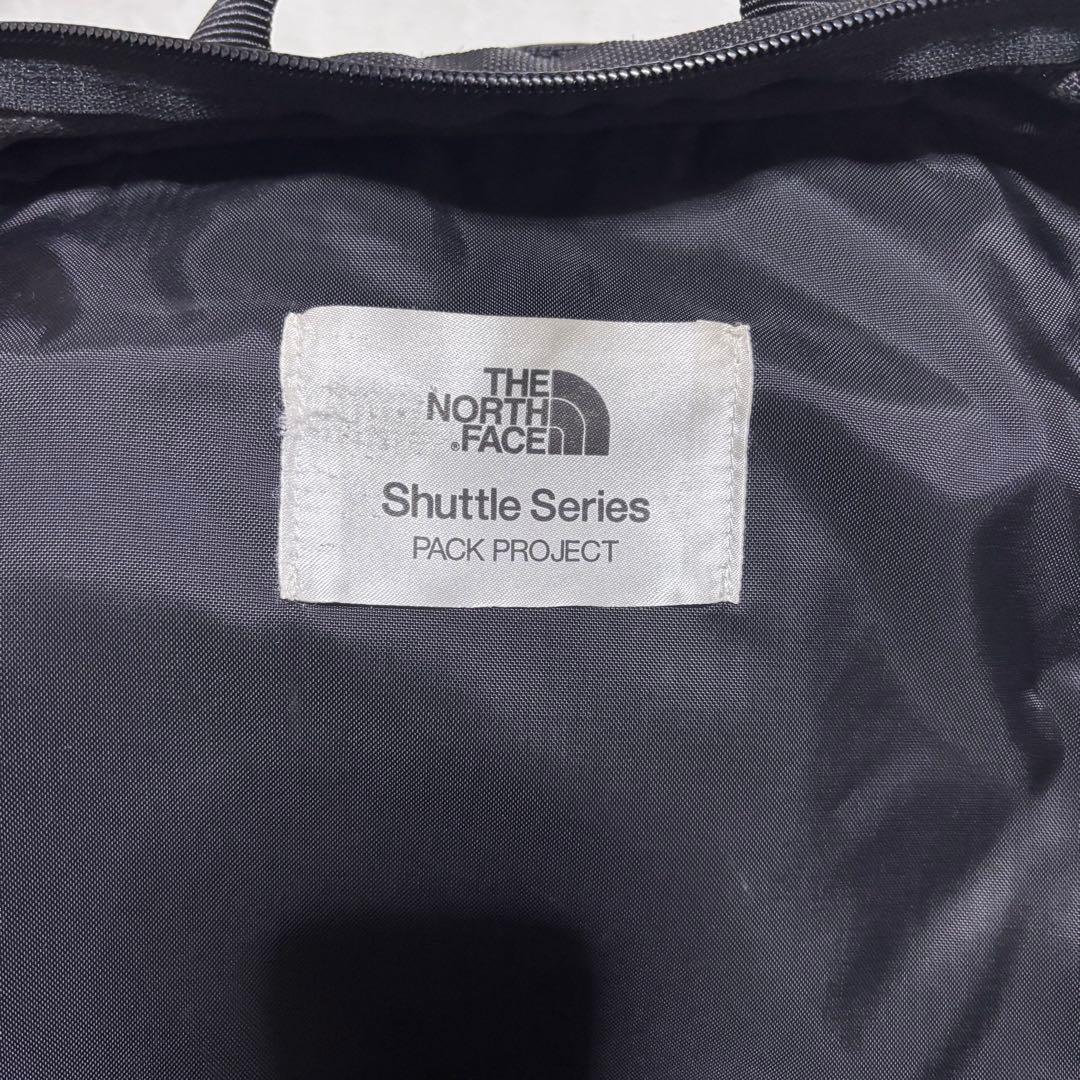 THE
NORTH
FACE
Shuttle Series
PACK PROJECT